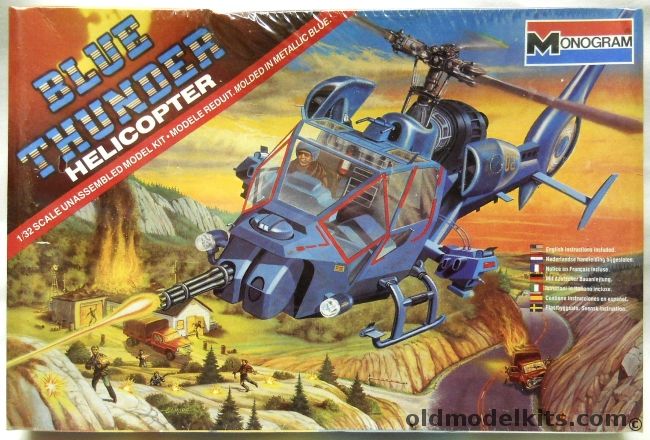 BLUE
THUNDER
HELICOPTER
1/32 SCALE UNASSEMBLED MODEL KIT • MODELE REDUIT. MOLDED IN METALLIC BLUE.
MONOGRAM
English instructions included.
Nederlandse handleiding bijgesloten.
Notice en Français incluse.
Mit deutscher Bauanleitung.
Istruzioni in italiano incluse.
Contiene instrucciones en español.
oldmodelkits.com